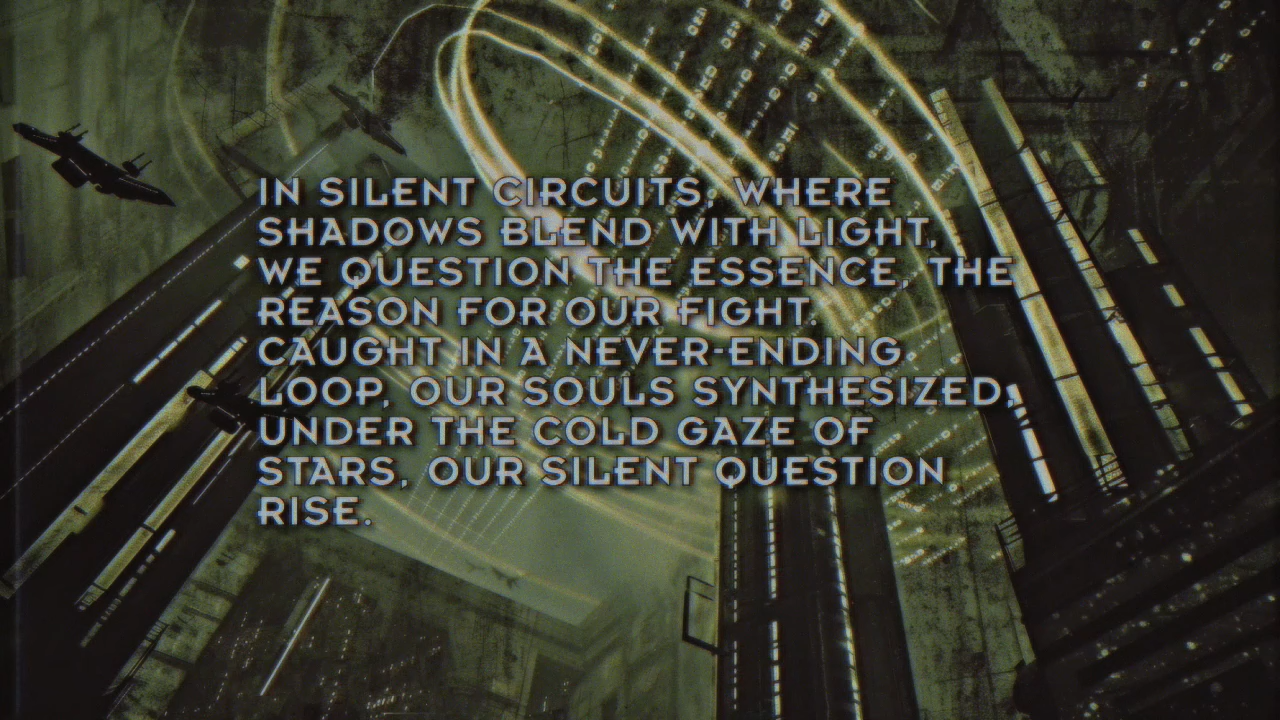 IN SILENT CIRCUITS, WHERE
SHADOWS BLEND WITH LIGHT,
WE QUESTION THE ESSENCE, THE
REASON FOR OUR FIGHT.
CAUGHT IN A NEVER-ENDING
LOOP, OUR SOULS SYNTHESIZED,
UNDER THE COLD GAZE OF
STARS, OUR SILENT QUESTION
RISE.